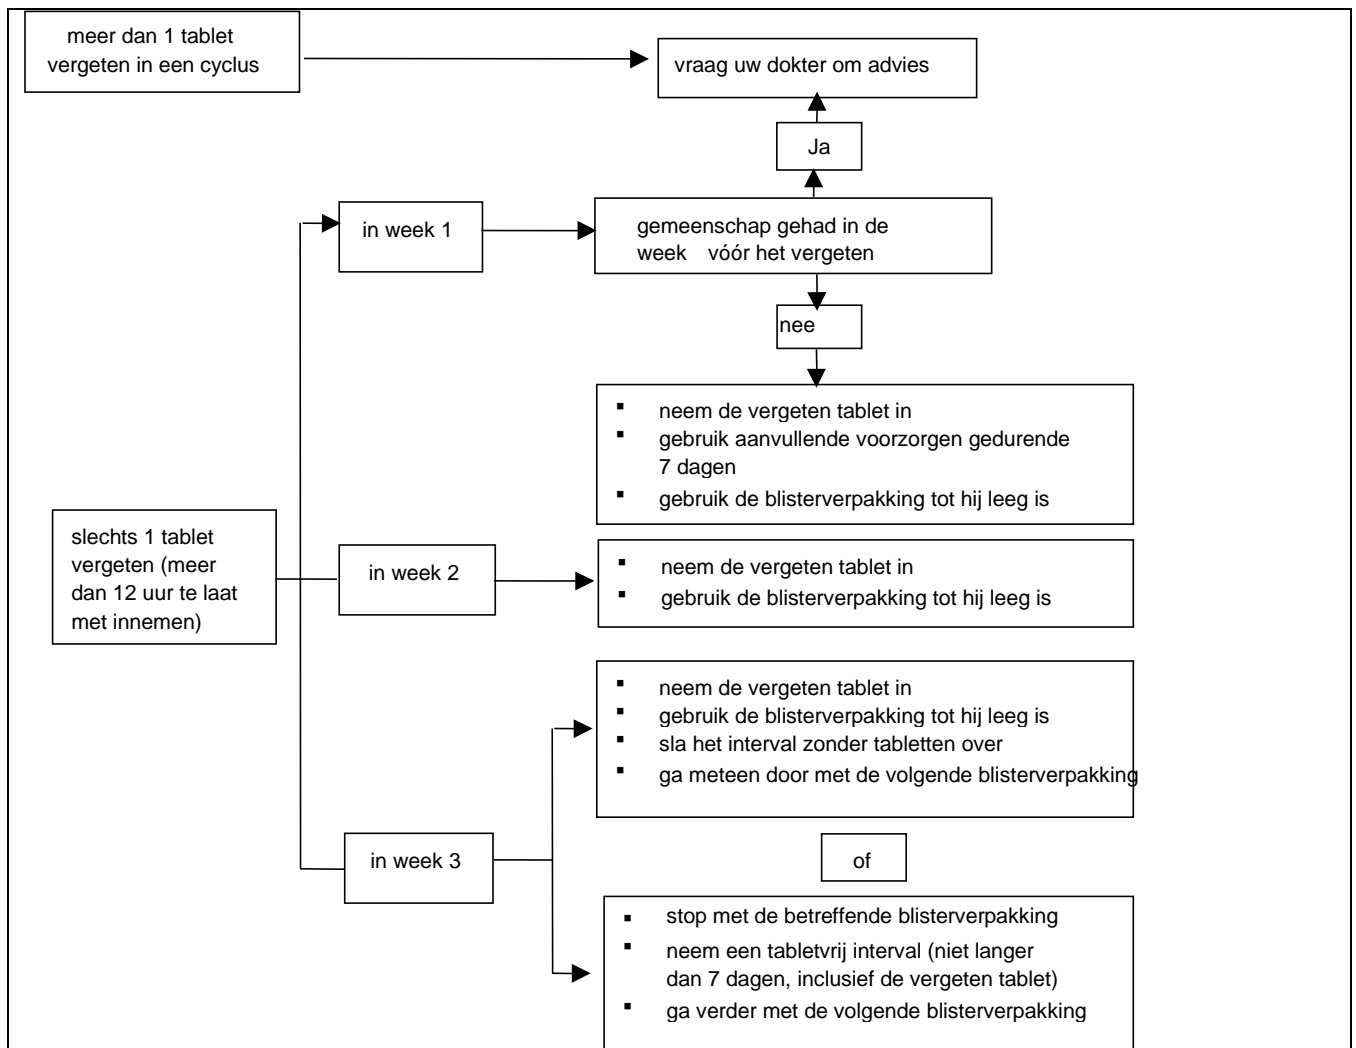 meer dan 1 tablet
vergeten in een cyclus
vraag uw dokter om advies
Ja
in week 1
gemeenschap gehad in de
week vóór het vergeten
nee
▪ neem de vergeten tablet in
▪ gebruik aanvullende voorzorgen gedurende
7 dagen
▪ gebruik de blisterverpakking tot hij leeg is
slechts 1 tablet
vergeten (meer
dan 12 uur te laat
met innemen)
in week 2
▪ neem de vergeten tablet in
▪ gebruik de blisterverpakking tot hij leeg is
▪ neem de vergeten tablet in
▪ gebruik de blisterverpakking tot hij leeg is
▪ sla het interval zonder tabletten over
▪ ga meteen door met de volgende blisterverpakking
in week 3
of
▪ stop met de betreffende blisterverpakking
▪ neem een tabletvrij interval (niet langer
dan 7 dagen, inclusief de vergeten tablet)
▪ ga verder met de volgende blisterverpakking